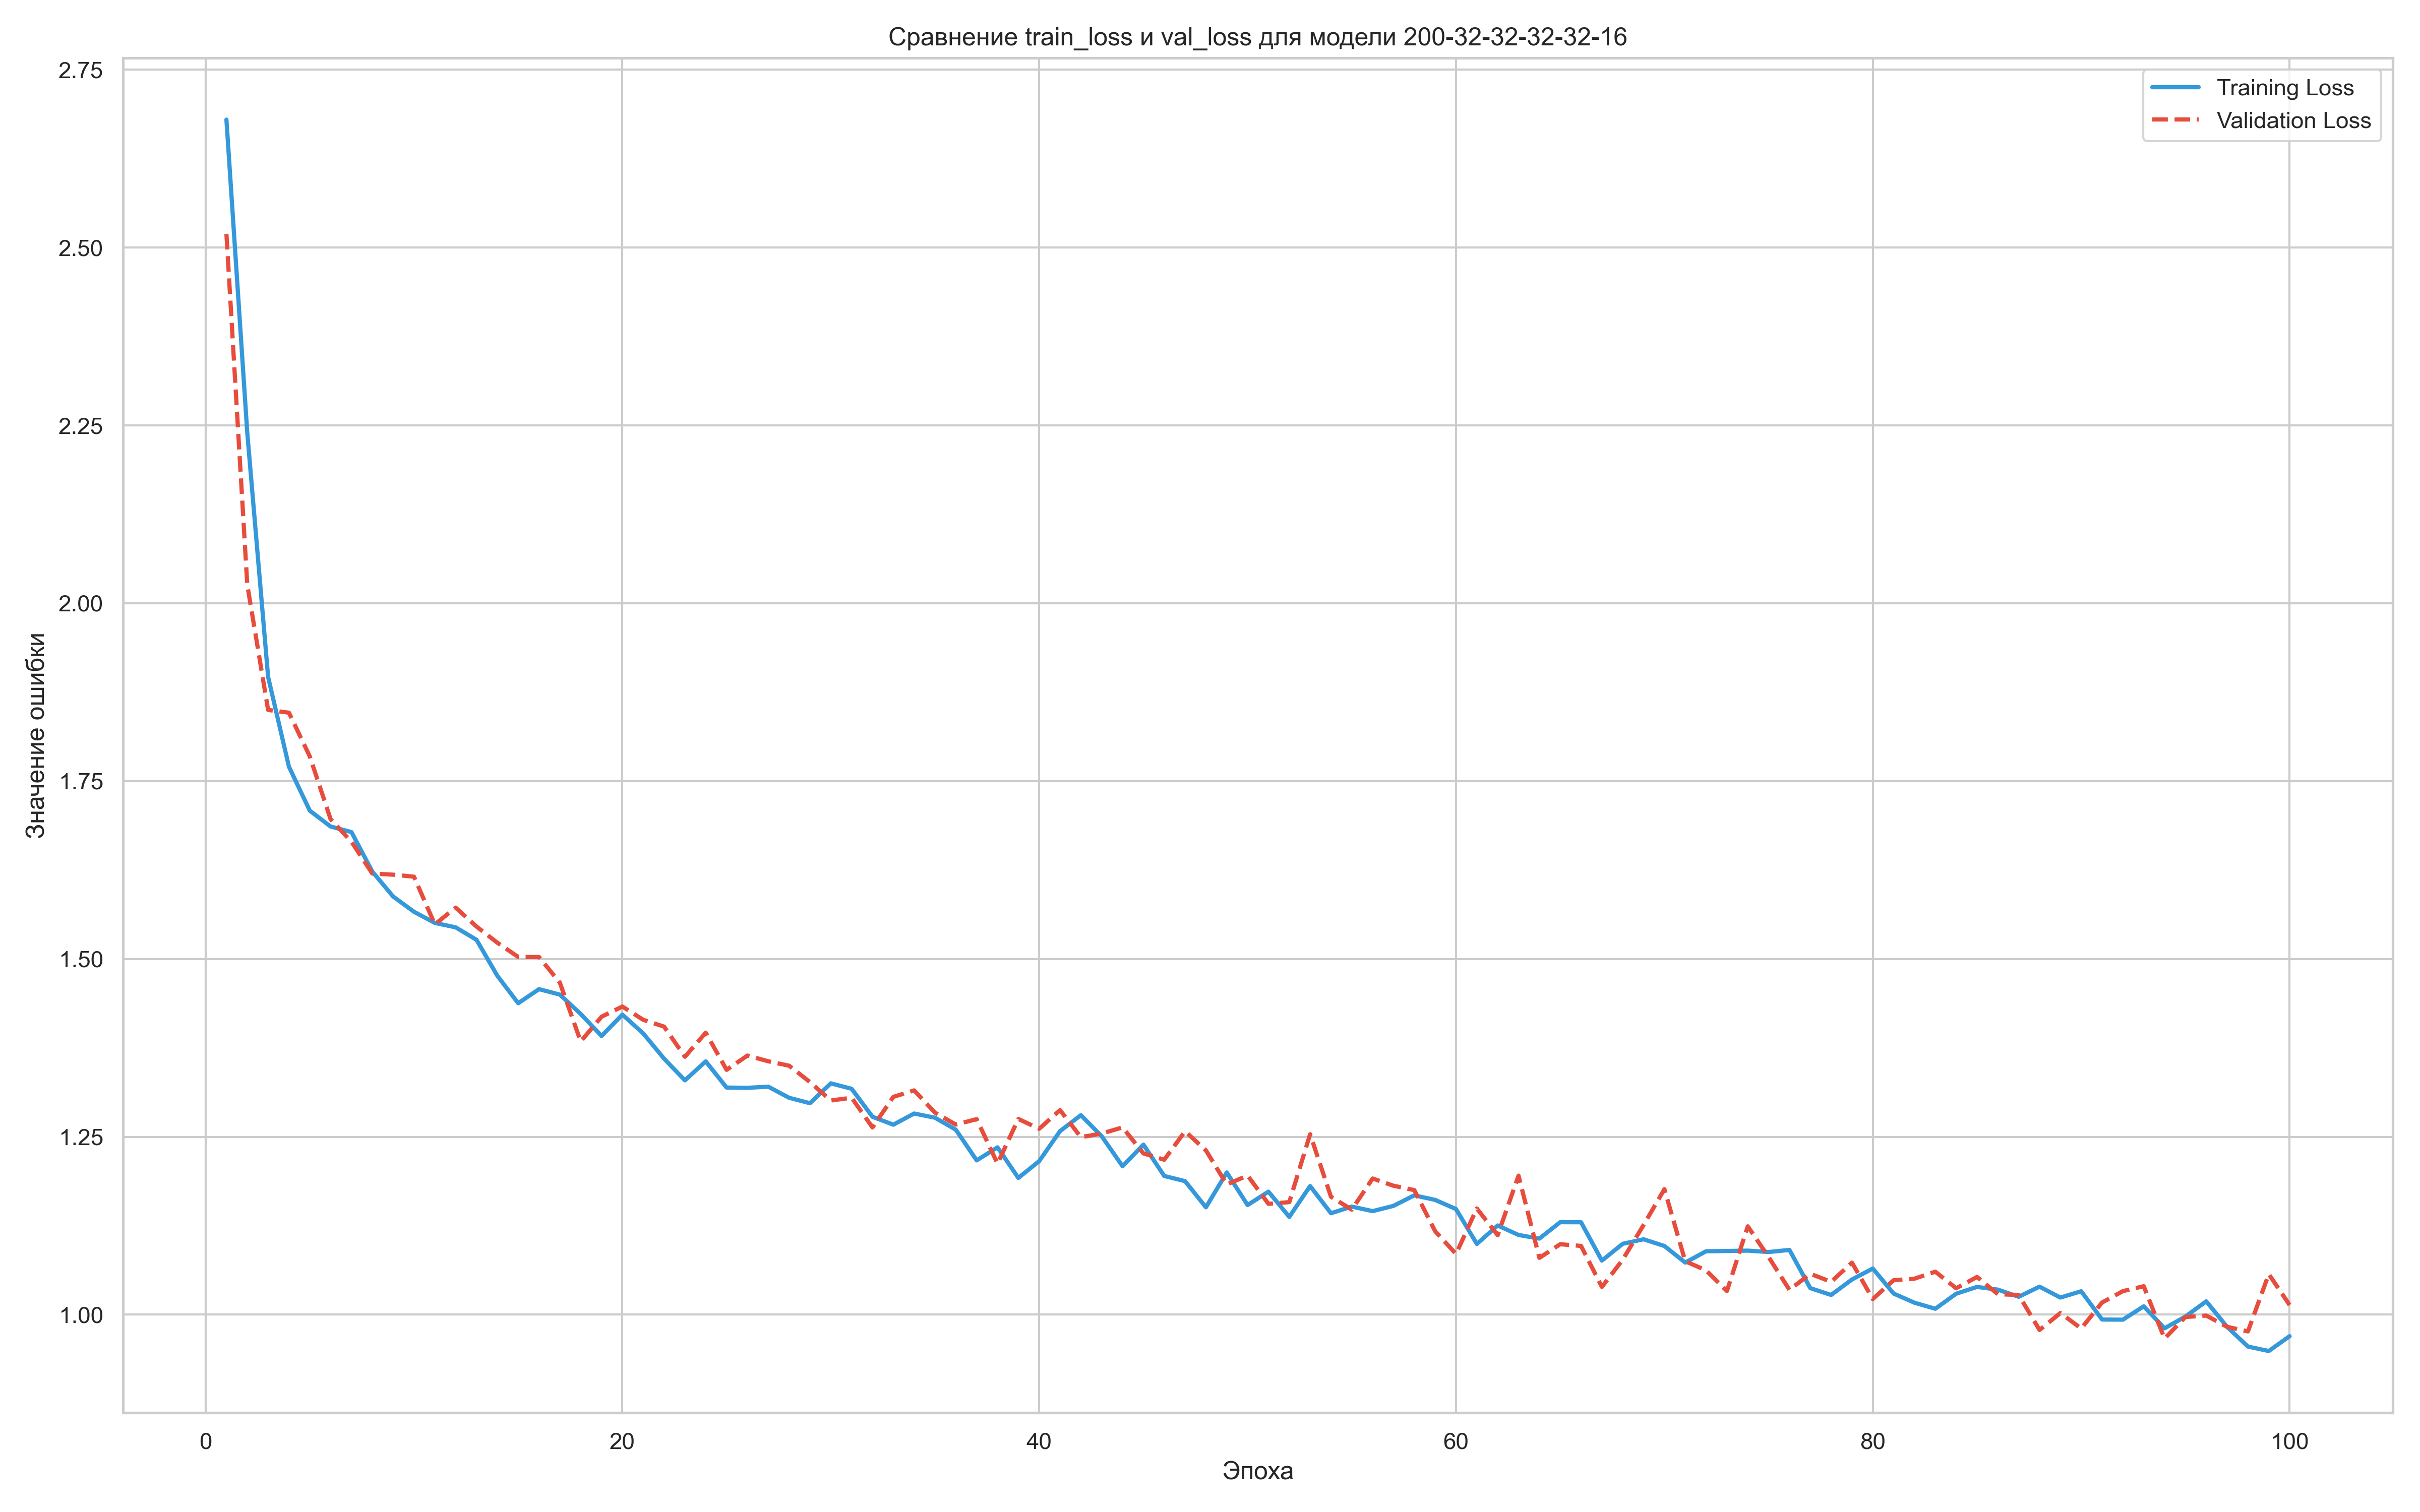 Сравнение train_loss и val_loss для модели 200-32-32-32-32-16
Training Loss
Validation Loss
Значение ошибки
2.75
2.50
2.25
2.00
1.75
1.50
1.25
1.00
0 20 40 60 80 100
Эпоха